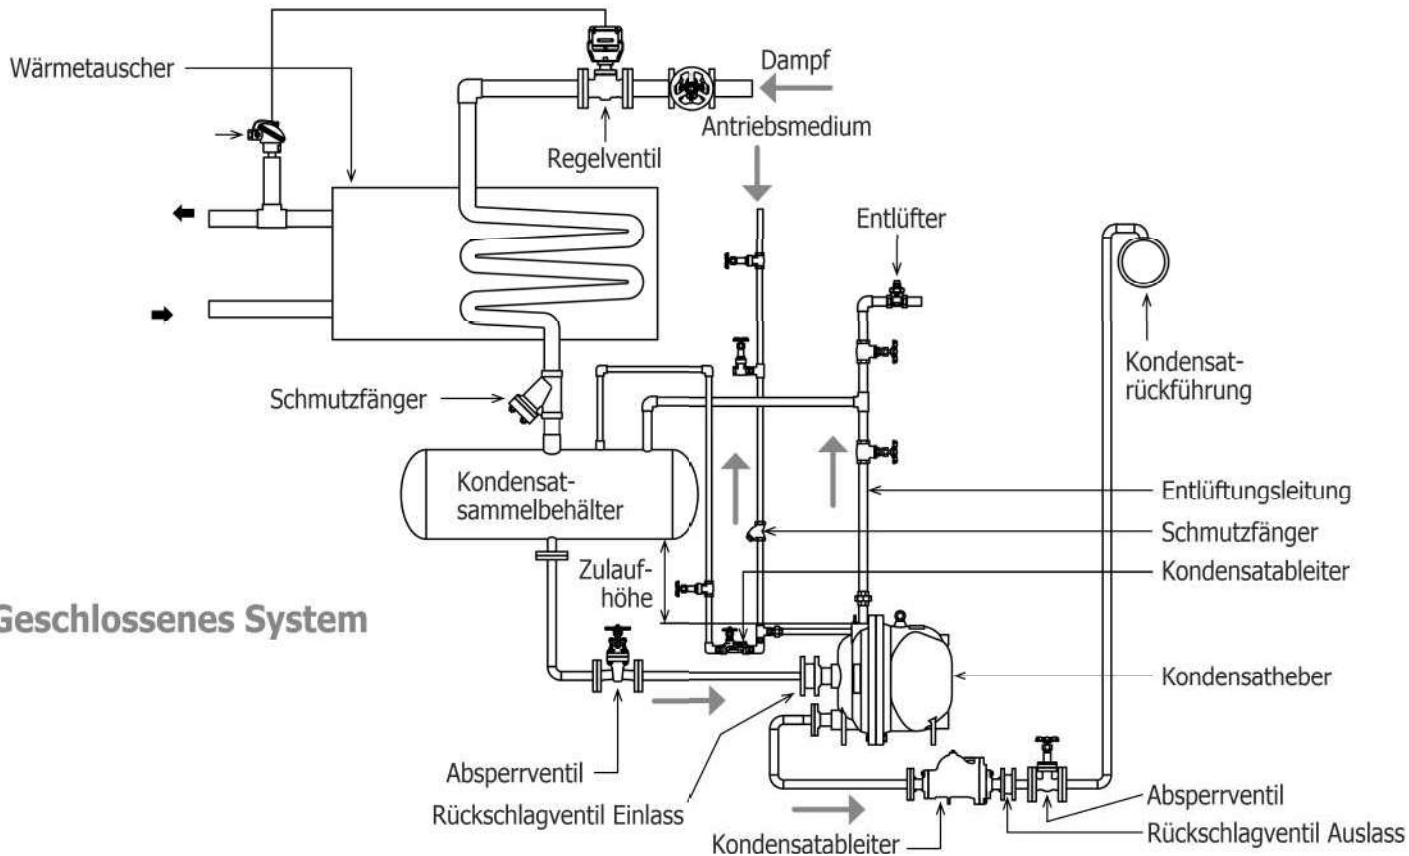 Dampf
Wärmetauscher
Antriebsmedium
Regelventil
Entlüfter
Kondensat-
rückführung
Schmutzfänger
Kondensat-
sammelbehälter
Entlüftungsleitung
Schmutzfänger
Zulauf-
höhe
Kondensatableiter
Geschlossenes System
Kondensatheber
Absperrventil
Rückschlagventil Einlass
Absperrventil
Kondensatableiter
Rückschlagventil Auslass